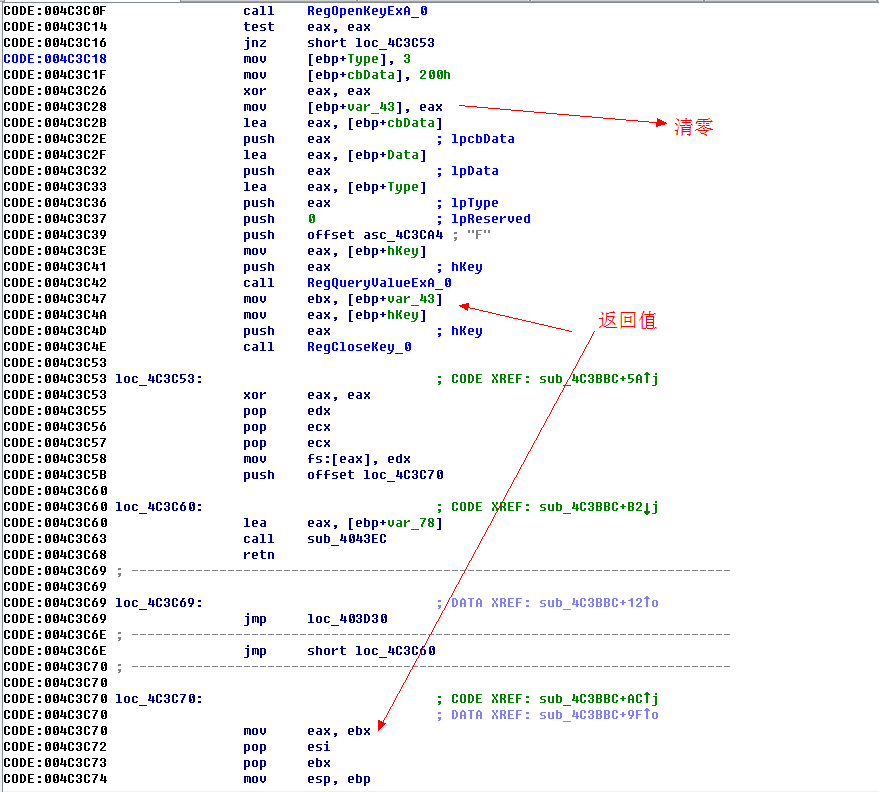 CODE:004C3C0F call RegOpenKeyExA_0
CODE:004C3C14 test eax, eax
CODE:004C3C16 jnz short loc_4C3C53
CODE:004C3C18 mov [ebp+Type], 3
CODE:004C3C1F mov [ebp+cbData], 200h
CODE:004C3C26 xor eax, eax
CODE:004C3C28 mov [ebp+var_43], eax
清零
CODE:004C3C2B lea eax, [ebp+cbData]
CODE:004C3C2E push eax ; lpcbData
CODE:004C3C2F lea eax, [ebp+Data]
CODE:004C3C32 push eax ; lpData
CODE:004C3C33 lea eax, [ebp+Type]
CODE:004C3C36 push eax ; lpType
CODE:004C3C37 push 0 ; lpReserved
CODE:004C3C39 push offset asc_4C3CA4 ; "F"
CODE:004C3C3E mov eax, [ebp+hKey]
CODE:004C3C41 push eax ; hKey
CODE:004C3C42 call RegQueryValueExA_0
CODE:004C3C47 mov ebx, [ebp+var_43]
CODE:004C3C4A mov eax, [ebp+hKey]
返回值
CODE:004C3C4D push eax ; hKey
CODE:004C3C4E call RegCloseKey_0
CODE:004C3C53
CODE:004C3C53 loc_4C3C53: ; CODE XREF: sub_4C3BBC+5A↑j
CODE:004C3C53 xor eax, eax
CODE:004C3C55 pop edx
CODE:004C3C56 pop ecx
CODE:004C3C57 pop ecx
CODE:004C3C58 mov fs:[eax], edx
CODE:004C3C5B push offset loc_4C3C70
CODE:004C3C60
CODE:004C3C60 loc_4C3C60: ; CODE XREF: sub_4C3BBC+B2↓j
CODE:004C3C60 lea eax, [ebp+var_78]
CODE:004C3C63 call sub_4043EC
CODE:004C3C68 retn
CODE:004C3C69 ; ---------------------------------------------------------------------------
CODE:004C3C69
CODE:004C3C69 loc_4C3C69: ; DATA XREF: sub_4C3BBC+12↑o
CODE:004C3C69 jmp loc_403D30
CODE:004C3C6E ; ---------------------------------------------------------------------------
CODE:004C3C6E jmp short loc_4C3C60
CODE:004C3C70 ; ---------------------------------------------------------------------------
CODE:004C3C70
CODE:004C3C70 loc_4C3C70: ; CODE XREF: sub_4C3BBC+AC↑j
CODE:004C3C70 ; DATA XREF: sub_4C3BBC+9F↑o
CODE:004C3C70 mov eax, ebx
CODE:004C3C72 pop esi
CODE:004C3C73 pop ebx
CODE:004C3C74 mov esp, ebp